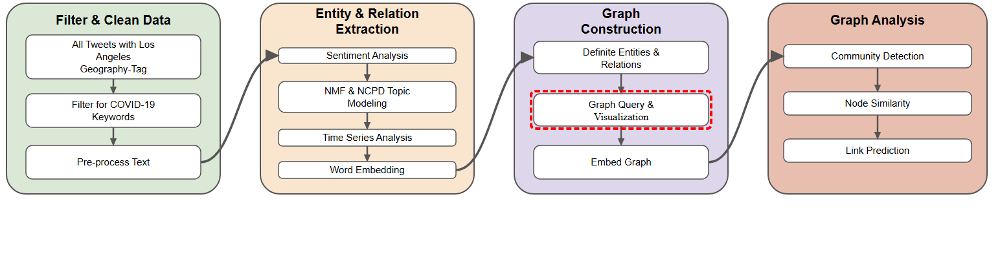 Filter & Clean Data
All Tweets with Los
Angeles
Geography-Tag
Filter for COVID-19
Keywords
Pre-process Text
Entity & Relation
Extraction
Sentiment Analysis
NMF & NCPD Topic
Modeling
Time Series Analysis
Word Embedding
Graph
Construction
Definite Entities &
Relations
Graph Query &
Visualization
Embed Graph
Graph Analysis
Community Detection
Node Similarity
Link Prediction